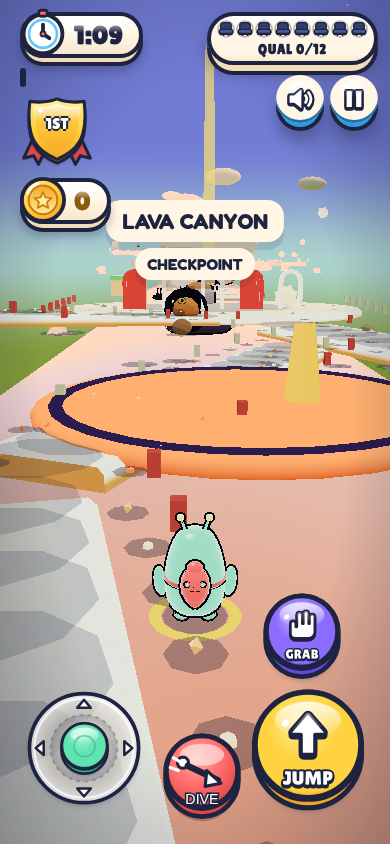 1:09
QUAL 0/12
1ST
0
LAVA CANYON
CHECKPOINT
GRAB
JUMP
DIVE